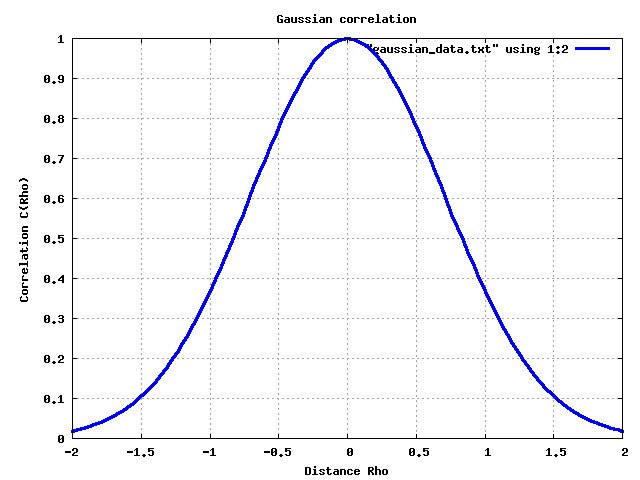 Gaussian correlation
"gaussian_data.txt" using 1:2
1
0.9
0.8
0.7
0.6
0.5
0.4
0.3
0.2
0.1
0
Correlation C(Rho)
-2 -1.5 -1 -0.5 0 0.5 1 1.5 2
Distance Rho